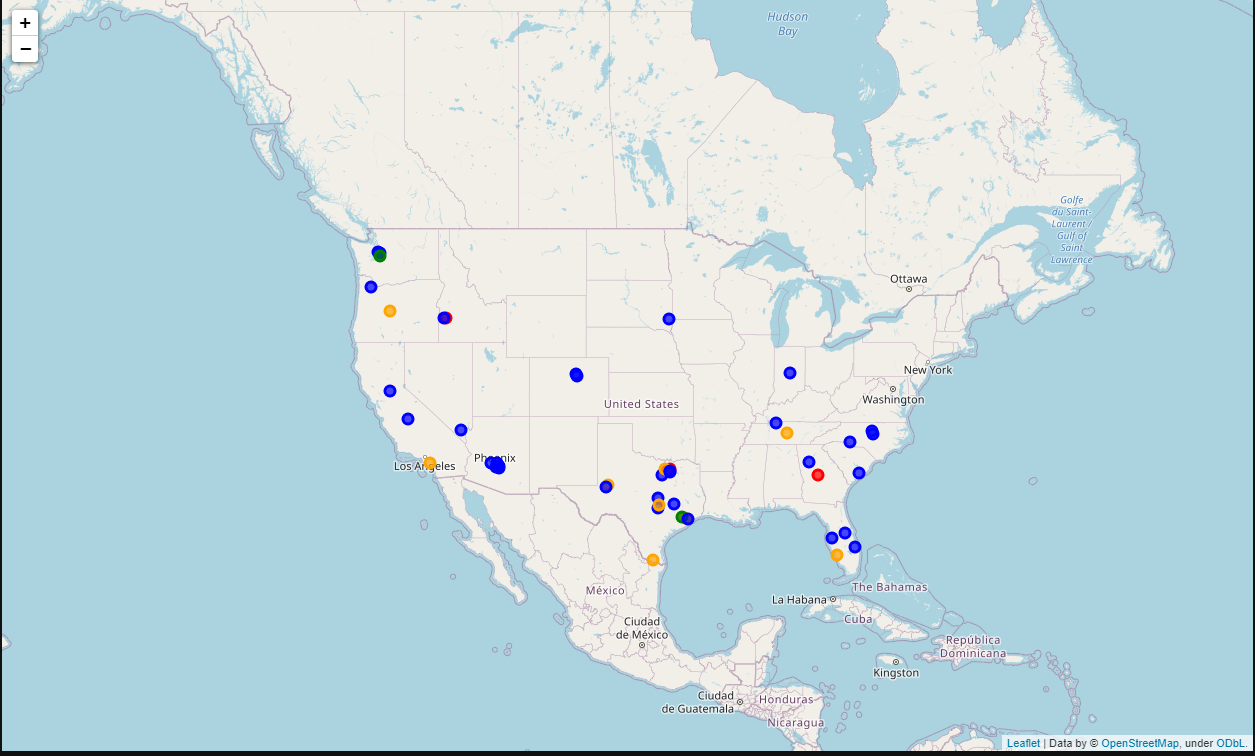 +
−
Hudson
Bay
Golfe
du Saint-
Laurent /
Gulf of
Saint
Lawrence
Ottawa
New York
Washington
United States
Phoenix
Los Angeles
The Bahamas
La Habana
Cuba
México
Ciudad
de México
República
Dominicana
Kingston
Ciudad
de Guatemala
Honduras
Nicaragua
Leaflet | Data by © OpenStreetMap, under ODbL.